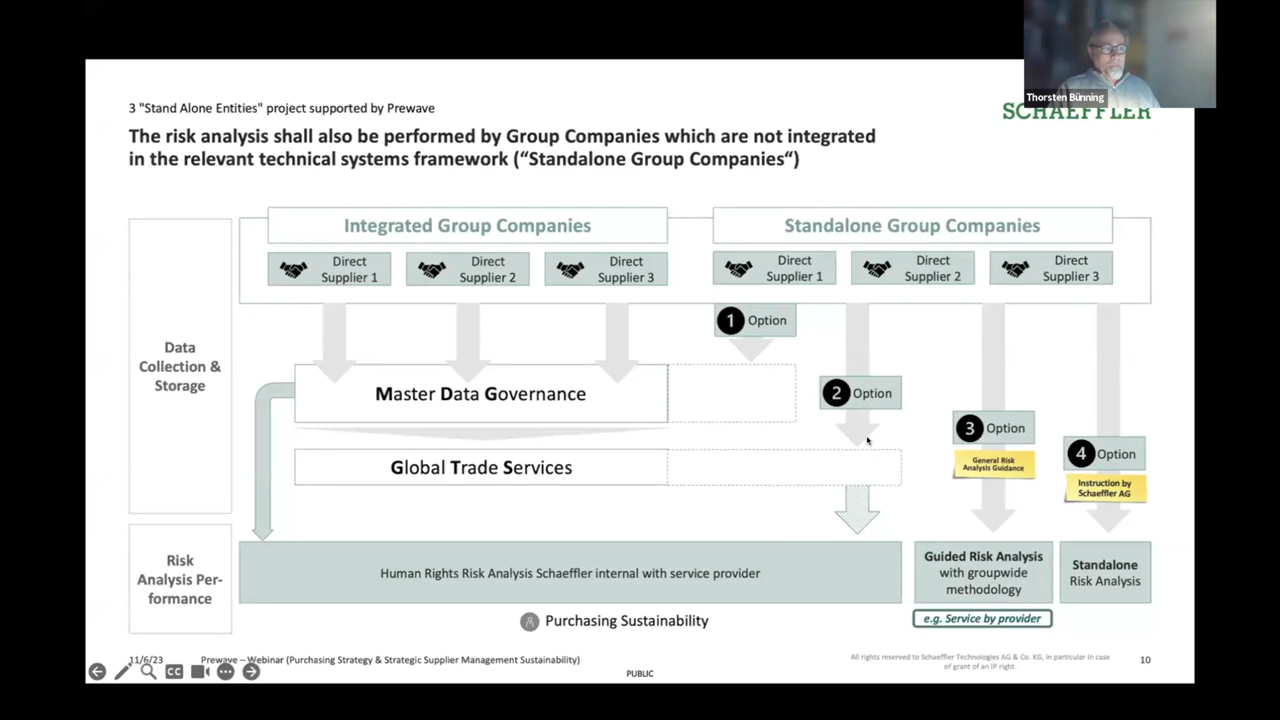 Thorsten Bünning
SCHAEFFLER
3 "Stand Alone Entities" project supported by Prewave
The risk analysis shall also be performed by Group Companies which are not integrated
in the relevant technical systems framework (“Standalone Group Companies“)
Integrated Group Companies
Standalone Group Companies
Direct
Supplier 1
Direct
Supplier 2
Direct
Supplier 3
Direct
Supplier 1
Direct
Supplier 2
Direct
Supplier 3
Data
Collection &
Storage
1 Option
Master Data Governance
2 Option
3 Option
General Risk
Analysis Guidance
4 Option
Instruction by
Schaeffler AG
Global Trade Services
Risk
Analysis Per-
formance
Human Rights Risk Analysis Schaeffler internal with service provider
Guided Risk Analysis
with groupwide
methodology
Standalone
Risk Analysis
e.g. Service by provider
Purchasing Sustainability
11/6/23 Prewave – Webinar (Purchasing Strategy & Strategic Supplier Management Sustainability)
All rights reserved to Schaeffler Technologies AG & Co. KG, in particular in case
of grant of an IP right.
10
CC
PUBLIC